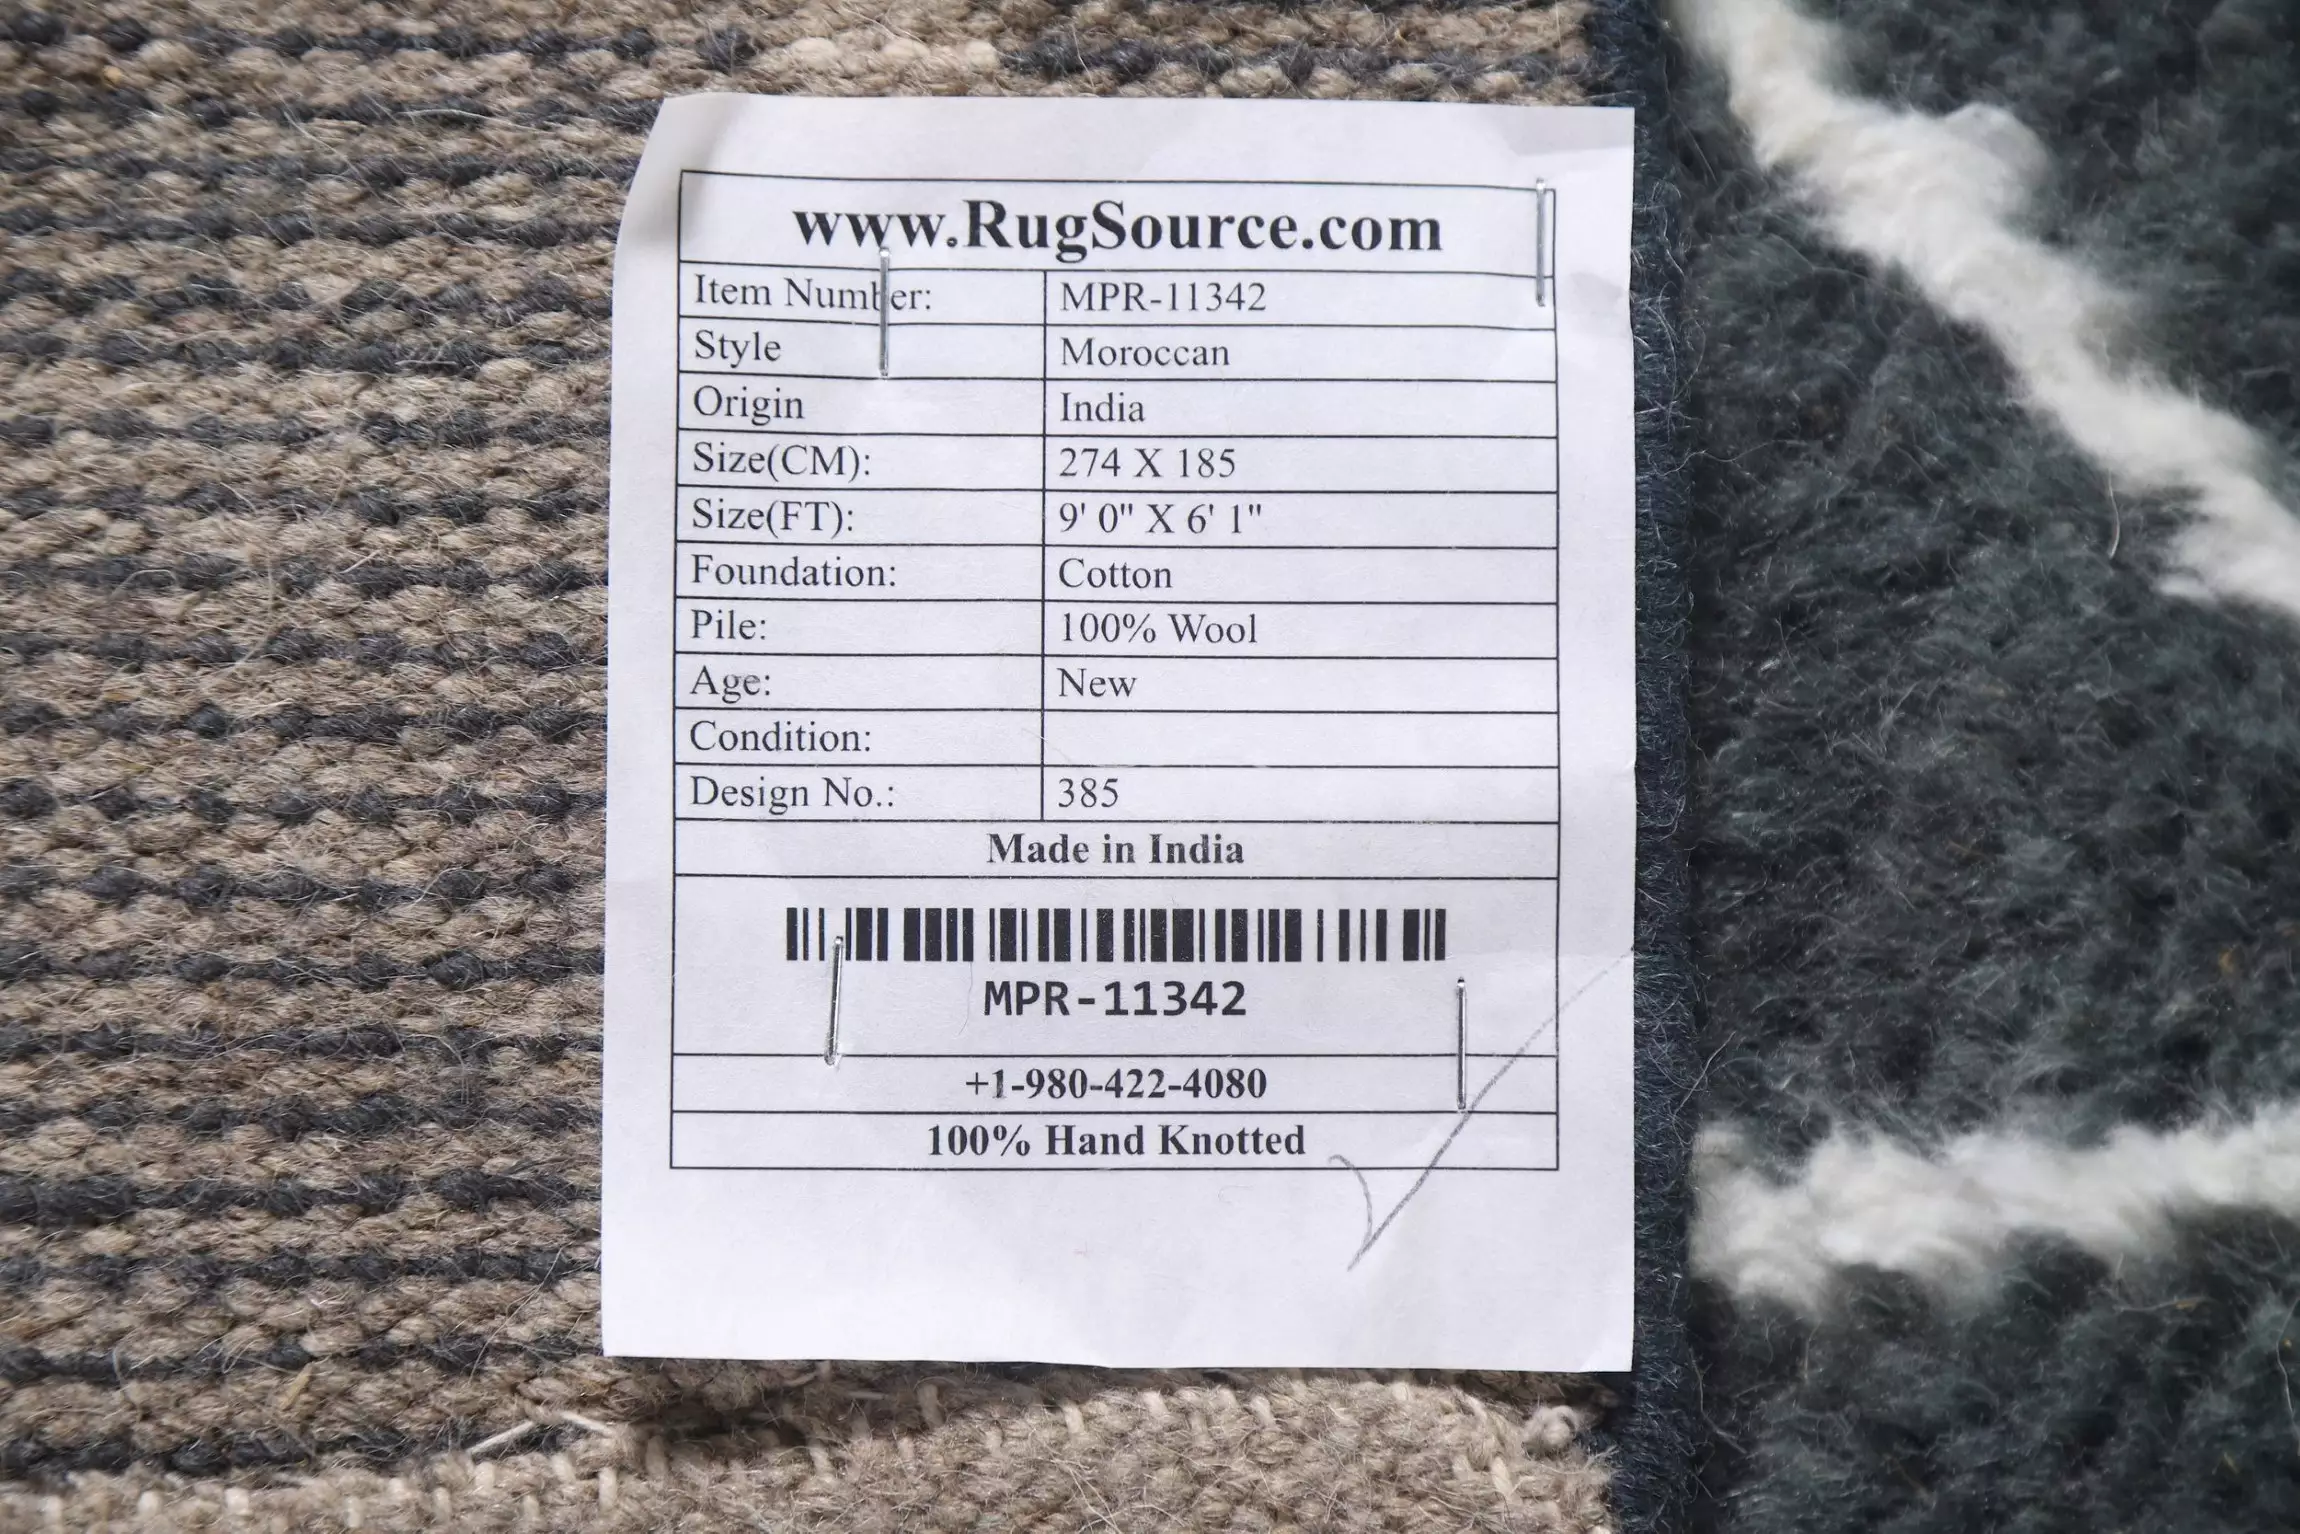 www.RugSource.com
Item Number: MPR-11342
Style Moroccan
Origin India
Size(CM): 274 X 185
Size(FT): 9' 0" X 6' 1"
Foundation: Cotton
Pile: 100% Wool
Age: New
Condition:
Design No.: 385
Made in India
MPR-11342
+1-980-422-4080
100% Hand Knotted